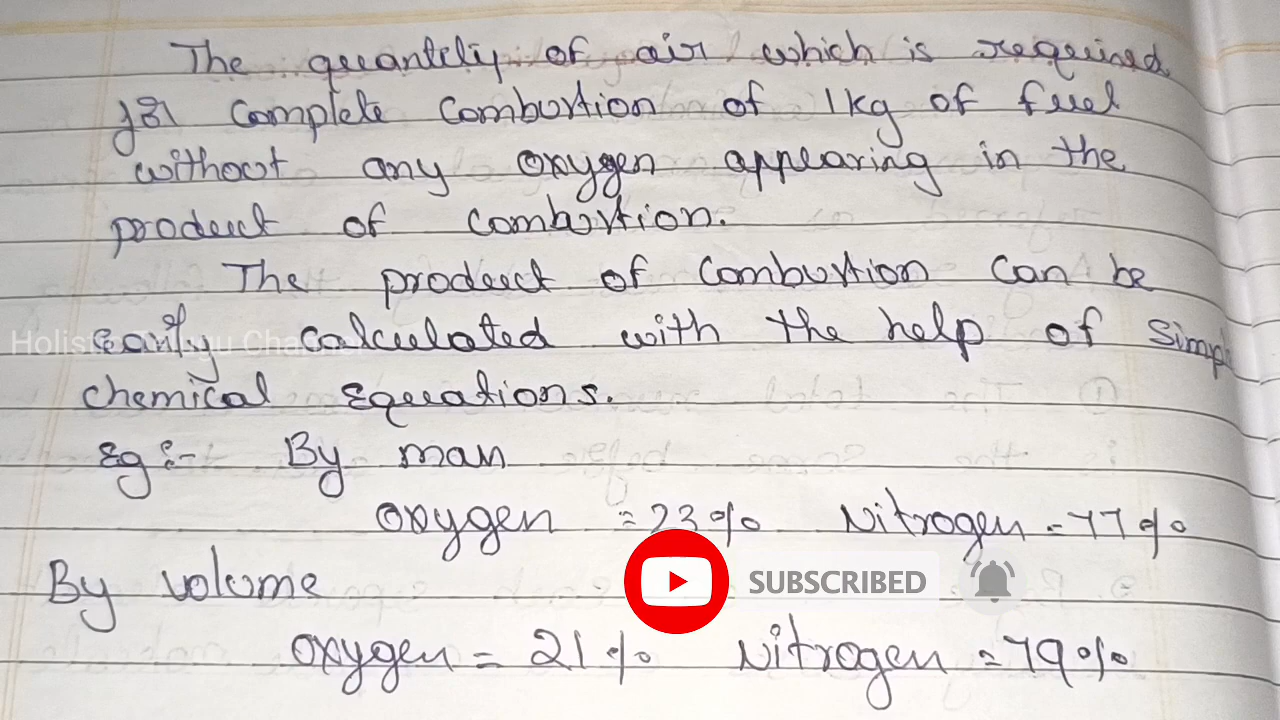 The quantity of air which is required
for complete combustion of 1kg of fuel
without any oxygen appearing in the
product of combustion.
The product of combustion can be
easily calculated with the help of simple
chemical Equations.
Eg :- By mass
oxygen = 23% Nitrogen = 77%
By volume
SUBSCRIBED
oxygen = 21% Nitrogen = 79%